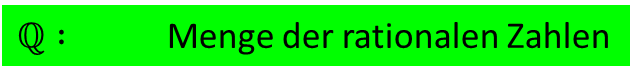 ℚ : Menge der rationalen Zahlen